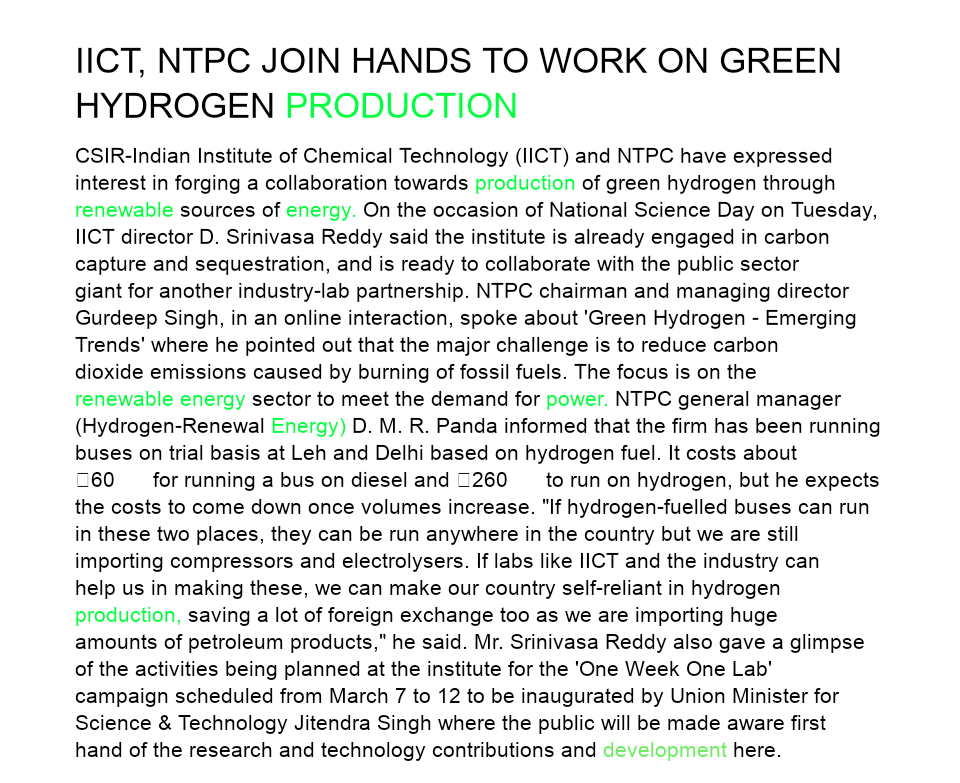 IICT, NTPC JOIN HANDS TO WORK ON GREEN
HYDROGEN PRODUCTION
CSIR-Indian Institute of Chemical Technology (IICT) and NTPC have expressed
interest in forging a collaboration towards production of green hydrogen through
renewable sources of energy. On the occasion of National Science Day on Tuesday,
IICT director D. Srinivasa Reddy said the institute is already engaged in carbon
capture and sequestration, and is ready to collaborate with the public sector
giant for another industry-lab partnership. NTPC chairman and managing director
Gurdeep Singh, in an online interaction, spoke about 'Green Hydrogen - Emerging
Trends' where he pointed out that the major challenge is to reduce carbon
dioxide emissions caused by burning of fossil fuels. The focus is on the
renewable energy sector to meet the demand for power. NTPC general manager
(Hydrogen-Renewal Energy) D. M. R. Panda informed that the firm has been running
buses on trial basis at Leh and Delhi based on hydrogen fuel. It costs about
□60 for running a bus on diesel and □260 to run on hydrogen, but he expects
the costs to come down once volumes increase. "If hydrogen-fuelled buses can run
in these two places, they can be run anywhere in the country but we are still
importing compressors and electrolysers. If labs like IICT and the industry can
help us in making these, we can make our country self-reliant in hydrogen
production, saving a lot of foreign exchange too as we are importing huge
amounts of petroleum products," he said. Mr. Srinivasa Reddy also gave a glimpse
of the activities being planned at the institute for the 'One Week One Lab'
campaign scheduled from March 7 to 12 to be inaugurated by Union Minister for
Science & Technology Jitendra Singh where the public will be made aware first
hand of the research and technology contributions and development here.